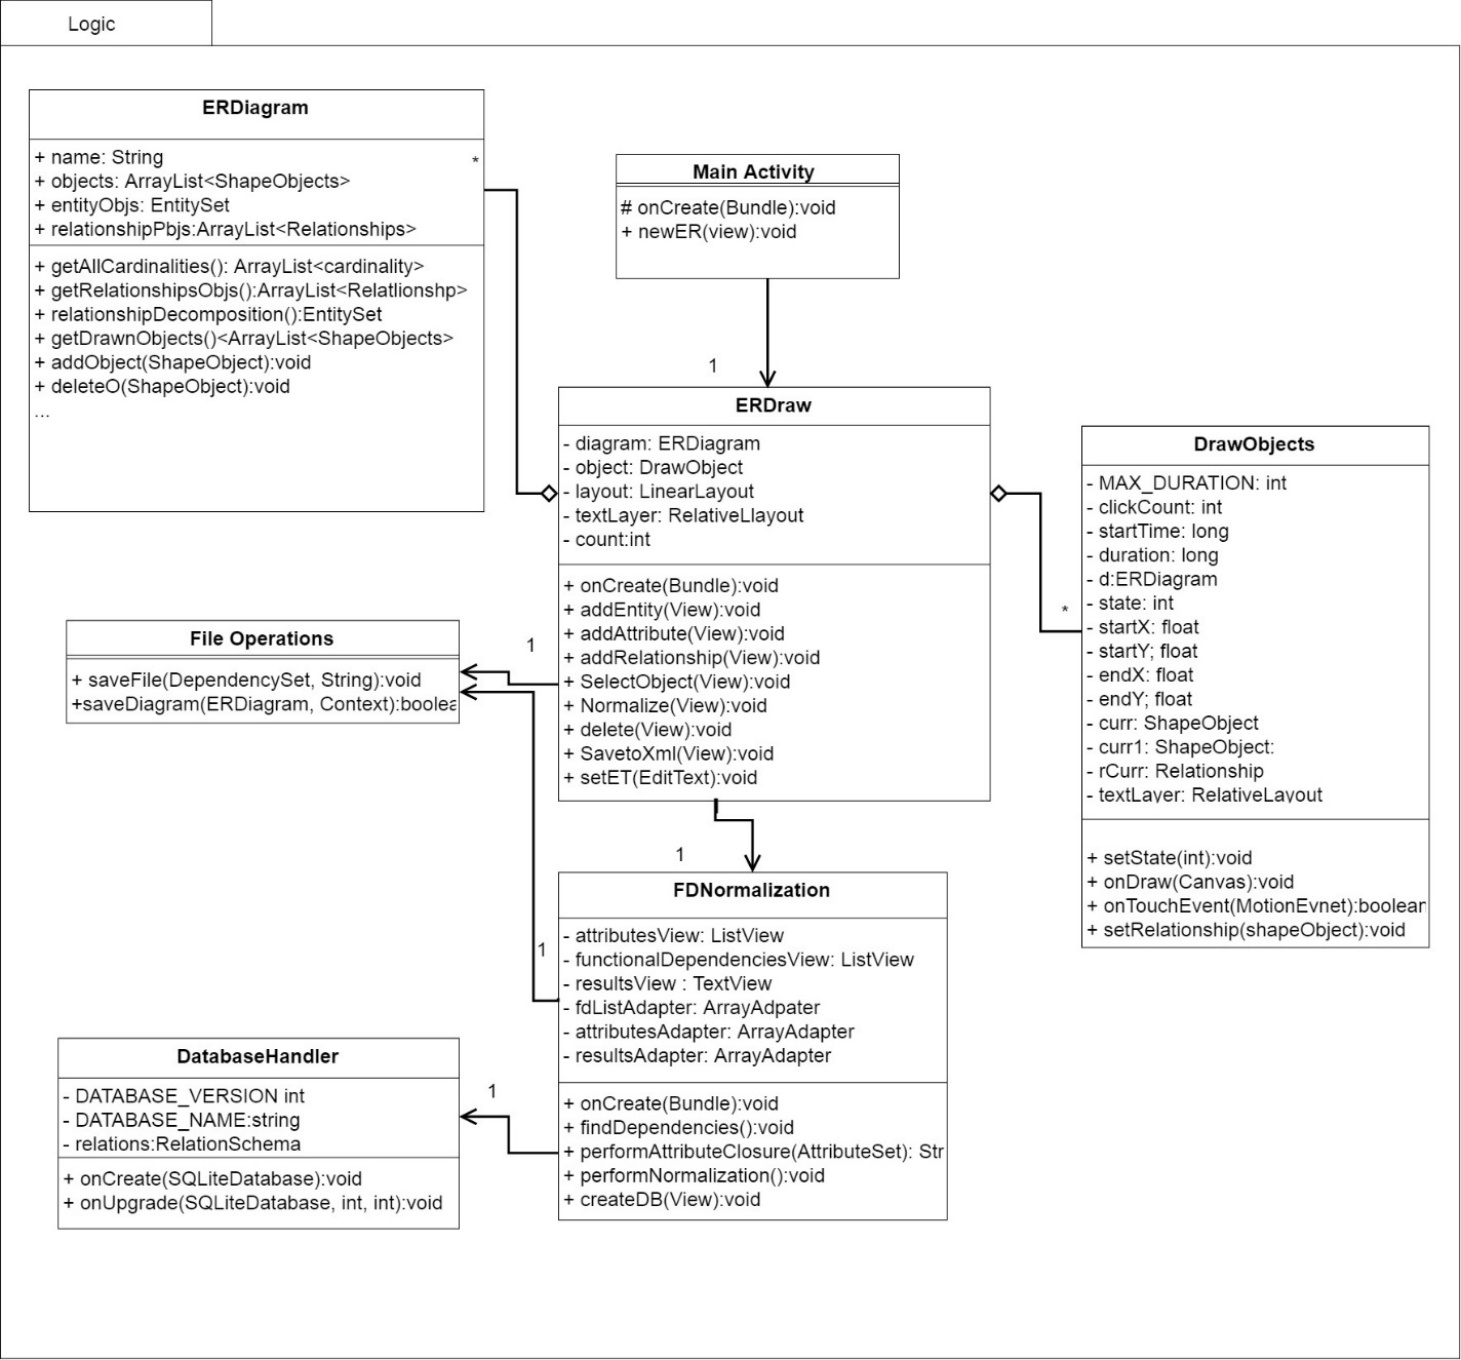 Logic
ERDiagram
+ name: String
*
+ objects: ArrayList<ShapeObjects>
+ entityObjs: EntitySet
+ relationshipPbjs:ArrayList<Relationships>
+ getAllCardinalities(): ArrayList<cardinality>
+ getRelationshipsObjs():ArrayList<Relatlionshp>
+ relationshipDecomposition():EntitySet
+ getDrawnObjects()<ArrayList<ShapeObjects>
+ addObject(ShapeObject):void
+ deleteO(ShapeObject):void
...
Main Activity
# onCreate(Bundle):void
+ newER(view):void
1
ERDraw
- diagram: ERDiagram
- object: DrawObject
- layout: LinearLayout
- textLayer: RelativeLlayout
- count:int
+ onCreate(Bundle):void
+ addEntity(View):void
+ addAttribute(View):void
+ addRelationship(View):void
+ SelectObject(View):void
+ Normalize(View):void
+ delete(View):void
+ SavetoXml(View):void
+ setET(EditText):void
DrawObjects
- MAX_DURATION: int
- clickCount: int
- startTime: long
- duration: long
- d:ERDiagram
- state: int
*
- startX: float
- startY; float
- endX: float
- endY; float
- curr: ShapeObject
- curr1: ShapeObject:
- rCurr: Relationship
- textLayer: RelativeLayout
+ setState(int):void
+ onDraw(Canvas):void
+ onTouchEvent(MotionEvnet):boolear
+ setRelationship(shapeObject):void
File Operations
1
+ saveFile(DependencySet, String):void
+saveDiagram(ERDiagram, Context):boolea
1
FDNormalization
- attributesView: ListView
1
- functionalDependenciesView: ListView
- resultsView : TextView
- fdListAdapter: ArrayAdpater
- attributesAdapter: ArrayAdapter
- resultsAdapter: ArrayAdapter
+ onCreate(Bundle):void
+ findDependencies():void
+ performAttributeClosure(AttributeSet): Str
+ performNormalization():void
+ createDB(View):void
DatabaseHandler
1
- DATABASE_VERSION int
- DATABASE_NAME:string
- relations:RelationSchema
+ onCreate(SQLiteDatabase):void
+ onUpgrade(SQLiteDatabase, int, int):void